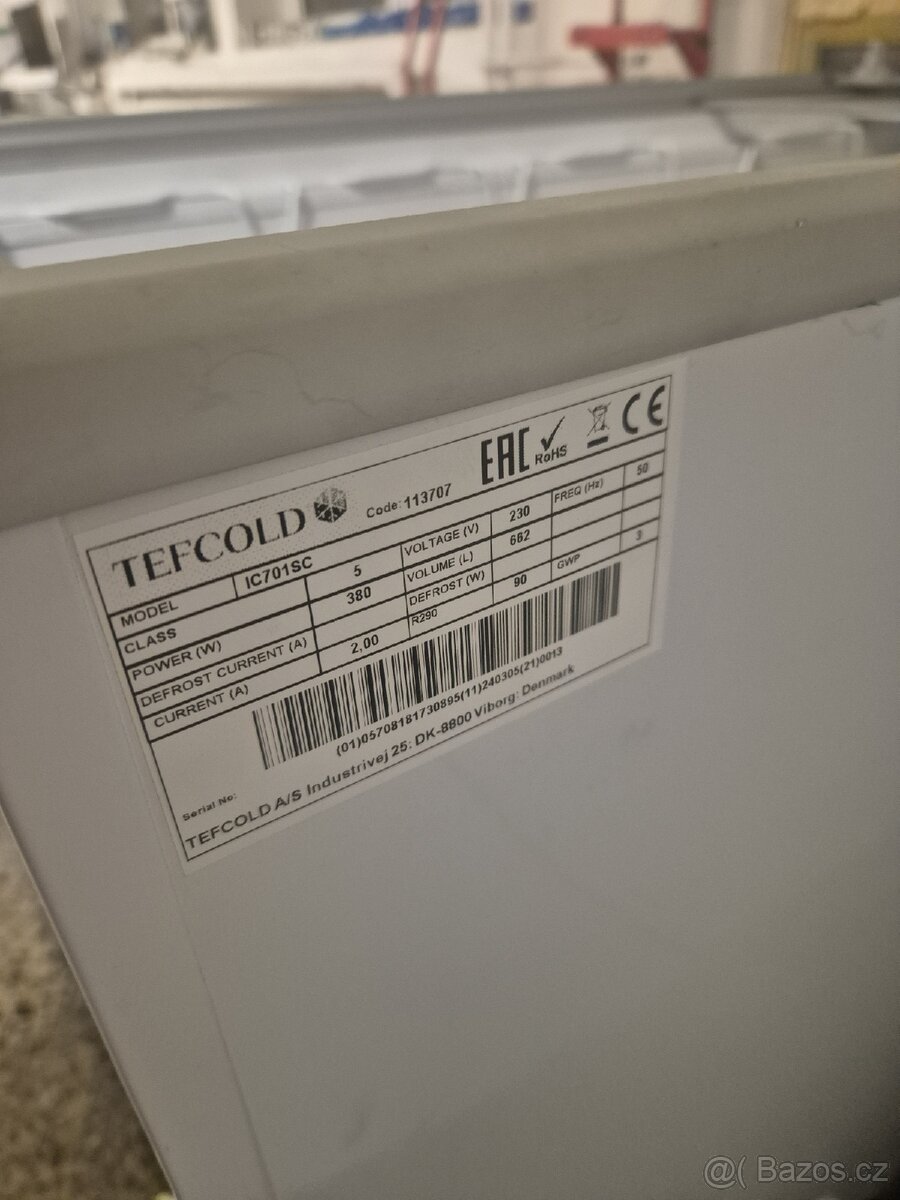 TEFCOLD Code: 113707 EAC RoHS CE
MODEL IC701SC VOLTAGE (V) 230 FREQ (Hz) 50
CLASS 5 VOLUME (L) 662
POWER (W) 380 DEFROST (W) 90 GWP 3
DEFROST CURRENT (A) R290
CURRENT (A) 2,00
(01)05708181730895(11)240305(21)0013
Serial No:
TEFCOLD A/S Industrivej 25: DK-8800 Viborg: Denmark
@( Bazos.cz